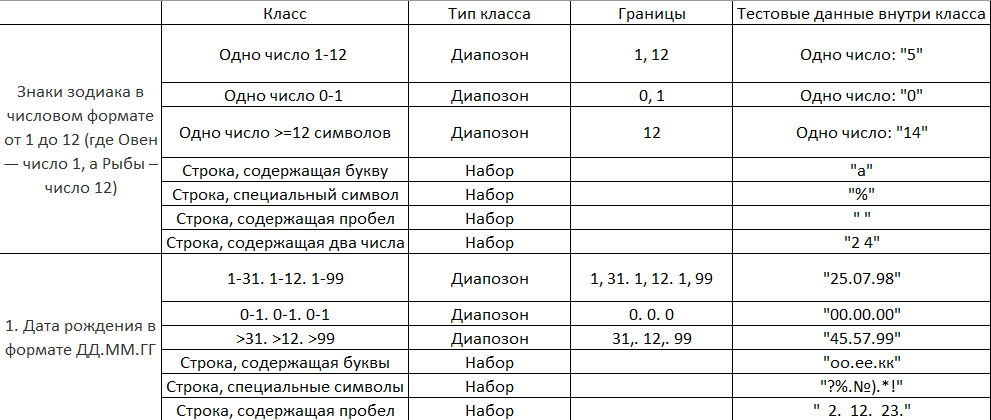 Класс Тип класса Границы Тестовые данные внутри класса
Знаки зодиака в
числовом формате
от 1 до 12 (где Овен
— число 1, а Рыбы –
число 12)
Одно число 1-12 Диапозон 1, 12 Одно число: "5"
Одно число 0-1 Диапозон 0, 1 Одно число: "0"
Одно число >=12 символов Диапозон 12 Одно число: "14"
Строка, содержащая букву Набор "а"
Строка, специальный символ Набор "%"
Строка, содержащая пробел Набор " "
Строка, содержащая два числа Набор "2 4"
1. Дата рождения в
формате ДД.ММ.ГГ
1-31. 1-12. 1-99 Диапозон 1, 31. 1, 12. 1, 99 "25.07.98"
0-1. 0-1. 0-1 Диапозон 0. 0. 0 "00.00.00"
>31. >12. >99 Диапозон 31,. 12,. 99 "45.57.99"
Строка, содержащая буквы Набор "оо.ее.кк"
Строка, специальные символы Набор "?%.№).*!"
Строка, содержащая пробел Набор " 2. 12. 23."